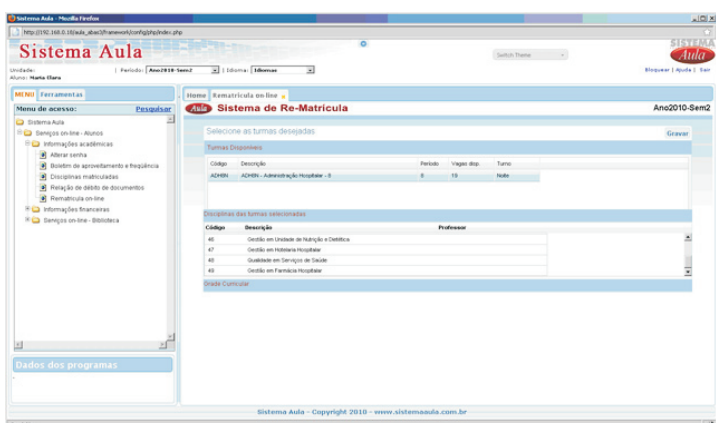 Sistema Aula - Mozilla Firefox
http://192.168.0.10/aula_abas3/framework/config/php/index.php
Sistema Aula
Switch Theme
SISTEMA
Aula
Unidade: | Período: Ano2010-Sem2 | Idioma: Idiomas
Aluno: Maria Clara
Bloquear | Ajuda | Sair
MENU Ferramentas
Home Rematrícula on-line
Menu de acesso: Pesquisar
Aula Sistema de Re-Matrícula Ano2010-Sem2
Sistema Aula
Serviços on-line - Alunos
Informações acadêmicas
Alterar senha
Boletim de aproveitamento e freqüência
Disciplinas matriculadas
Relação de débito de documentos
Rematrícula on-line
Informações financeiras
Serviços on-line - Biblioteca
Selecione as turmas desejadas Gravar
Turmas Disponíveis
Código Descrição Período Vagas disp. Turno
ADH8N ADH8N - Administração Hospitalar - 8 8 19 Noite
Disciplinas das turmas selecionadas
Código Descrição Professor
46 Gestão em Unidade de Nutrição e Dietética
47 Gestão em Hotelaria Hospitalar
48 Qualidade em Serviços de Saúde
49 Gestão em Farmácia Hospitalar
Grade Curricular
Dados dos programas
Sistema Aula - Copyright 2010 - www.sistemaaula.com.br